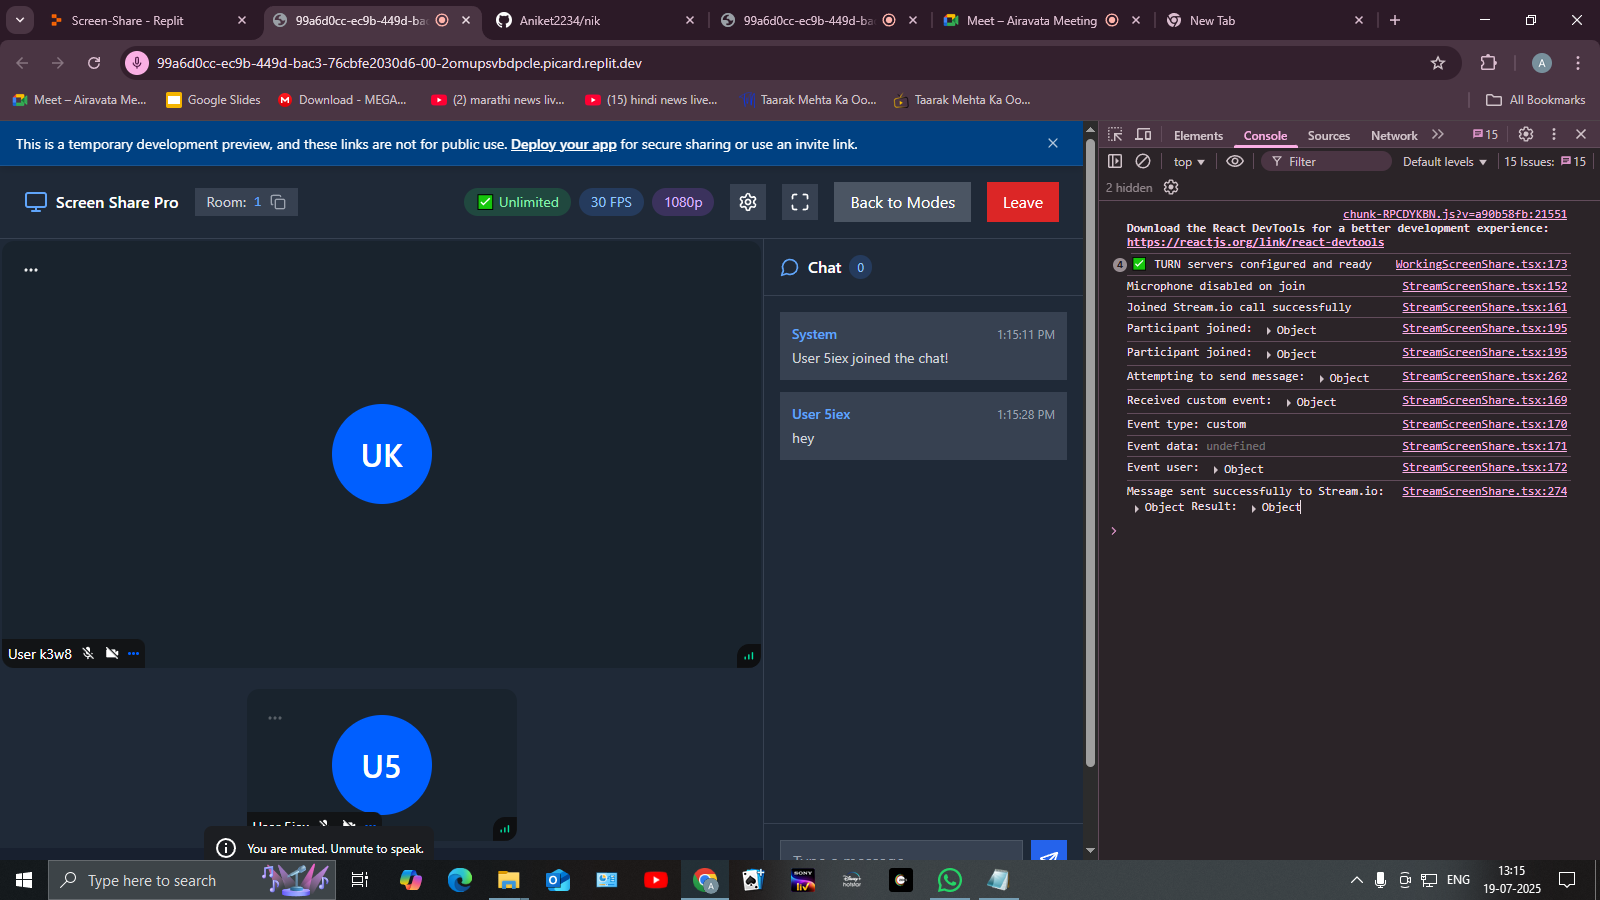 Screen-Share - Replit
99a6d0cc-ec9b-449d-bac
Aniket2234/nik
99a6d0cc-ec9b-449d-bac
Meet – Airavata Meeting
New Tab
99a6d0cc-ec9b-449d-bac3-76cbfe2030d6-00-2omupsvbdpcle.picard.replit.dev
A
Meet – Airavata Me...
Google Slides
Download - MEGA...
(2) marathi news liv...
(15) hindi news live...
Taarak Mehta Ka Oo...
Taarak Mehta Ka Oo...
All Bookmarks
This is a temporary development preview, and these links are not for public use. Deploy your app for secure sharing or use an invite link.
Screen Share Pro
Room: 1
Unlimited
30 FPS
1080p
Back to Modes
Leave
UK
User k3w8
U5
User 5iex
You are muted. Unmute to speak.
Chat 0
System 1:15:11 PM
User 5iex joined the chat!
User 5iex 1:15:28 PM
hey
Type a message
Elements Console Sources Network 15
top Filter Default levels 15 Issues: 15
2 hidden
chunk-RPCDYKBN.js?v=a90b58fb:21551
Download the React DevTools for a better development experience:
https://reactjs.org/link/react-devtools
4 TURN servers configured and ready WorkingScreenShare.tsx:173
Microphone disabled on join StreamScreenShare.tsx:152
Joined Stream.io call successfully StreamScreenShare.tsx:161
Participant joined: Object StreamScreenShare.tsx:195
Participant joined: Object StreamScreenShare.tsx:195
Attempting to send message: Object StreamScreenShare.tsx:262
Received custom event: Object StreamScreenShare.tsx:169
Event type: custom StreamScreenShare.tsx:170
Event data: undefined StreamScreenShare.tsx:171
Event user: Object StreamScreenShare.tsx:172
Message sent successfully to Stream.io: StreamScreenShare.tsx:274
Object Result: Object
Type here to search
ENG
13:15
19-07-2025